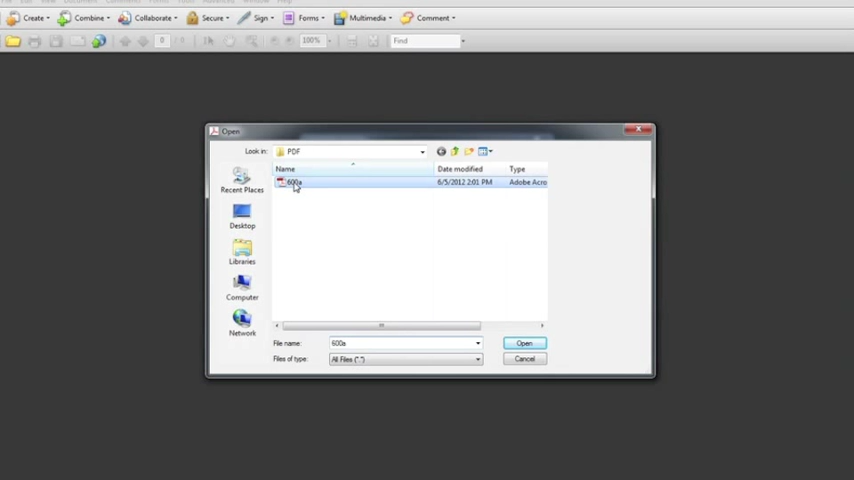 Create Combine Collaborate Secure Sign Forms Multimedia Comment
0 / 100% Find
Open
Look in: PDF
Name Date modified Type
600a 6/5/2012 2:01 PM Adobe Acro
Recent Places
Desktop
Libraries
Computer
Network
File name: 600a Open
Files of type: All Files (*.*) Cancel